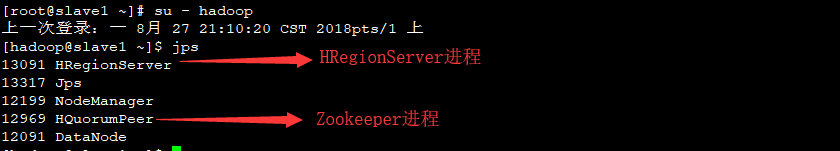 [root@slave1 ~]# su - hadoop
上一次登录：一 8月 27 21:10:20 CST 2018pts/1 上
[hadoop@slave1 ~]$ jps
13091 HRegionServer
HRegionServer进程
13317 Jps
12199 NodeManager
12969 HQuorumPeer
Zookeeper进程
12091 DataNode